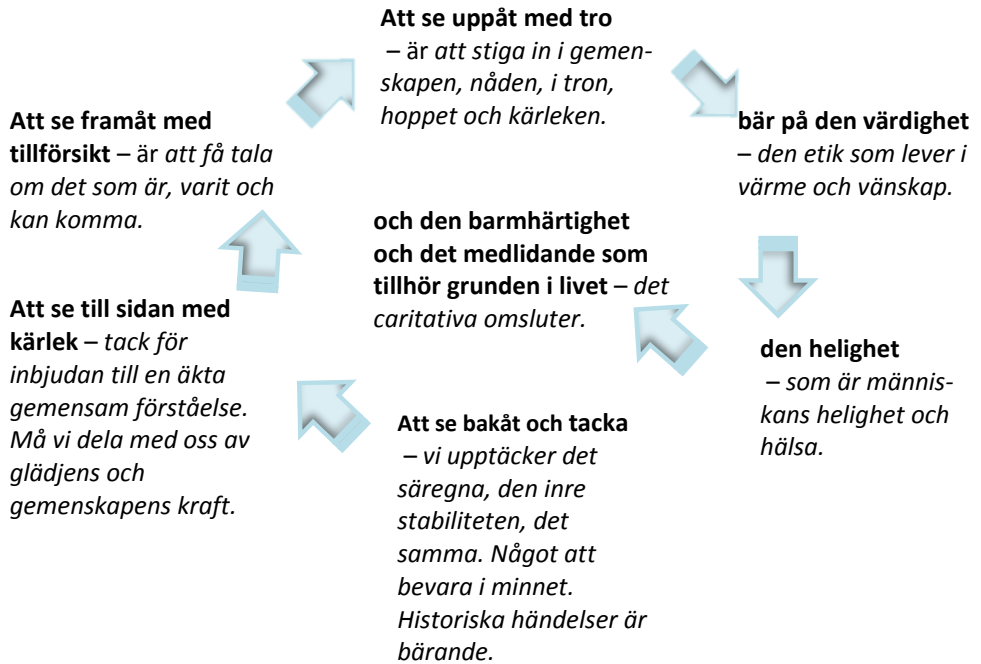 Att se uppåt med tro
– är att stiga in i gemen-
skapen, nåden, i tron,
hoppet och kärleken.
bär på den värdighet
– den etik som lever i
värme och vänskap.
den helighet
– som är männis-
kans helighet och
hälsa.
och den barmhärtighet
och det medlidande som
tillhör grunden i livet – det
caritativa omsluter.
Att se bakåt och tacka
– vi upptäcker det
säregna, den inre
stabiliteten, det
samma. Något att
bevara i minnet.
Historiska händelser är
bärande.
Att se till sidan med
kärlek – tack för
inbjudan till en äkta
gemensam förståelse.
Må vi dela med oss av
glädjens och
gemenskapens kraft.
Att se framåt med
tillförsikt – är att få tala
om det som är, varit och
kan komma.